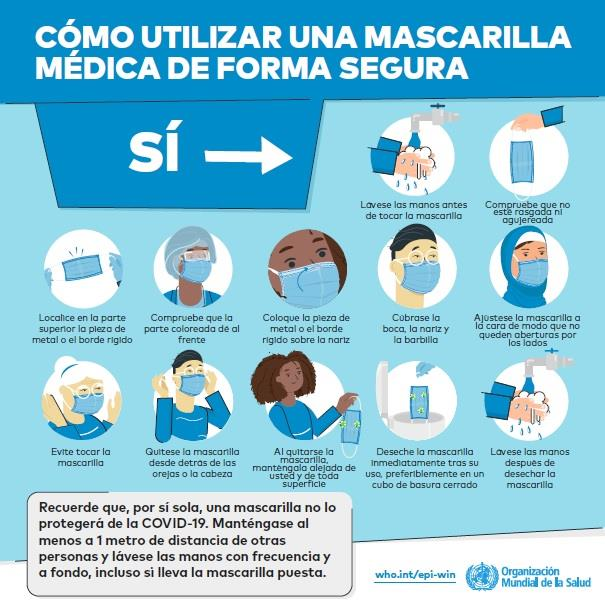 CÓMO UTILIZAR UNA MASCARILLA
MÉDICA DE FORMA SEGURA
SÍ
Lávese las manos antes
de tocar la mascarilla
Compruebe que no
esté rasgada ni
agujereada
Localice en la parte
superior la pieza de
metal o el borde rígido
Compruebe que la
parte coloreada dé al
frente
Coloque la pieza de
metal o el borde
rígido sobre la nariz
Cúbrase la
boca, la nariz y
la barbilla
Ajústese la mascarilla a
la cara de modo que no
queden aberturas por
los lados
Evite tocar la
mascarilla
Quítese la mascarilla
desde detrás de las
orejas o la cabeza
Al quitarse la
mascarilla,
manténgala alejada de
usted y de toda
superficie
Deseche la mascarilla
inmediatamente tras su
uso, preferiblemente en un
cubo de basura cerrado
Lávese las manos
después de
desechar la
mascarilla
Recuerde que, por sí sola, una mascarilla no lo
protegerá de la COVID-19. Manténgase al
menos a 1 metro de distancia de otras
personas y lávese las manos con frecuencia y
a fondo, incluso si lleva la mascarilla puesta.
who.int/epi-win
Organización
Mundial de la Salud